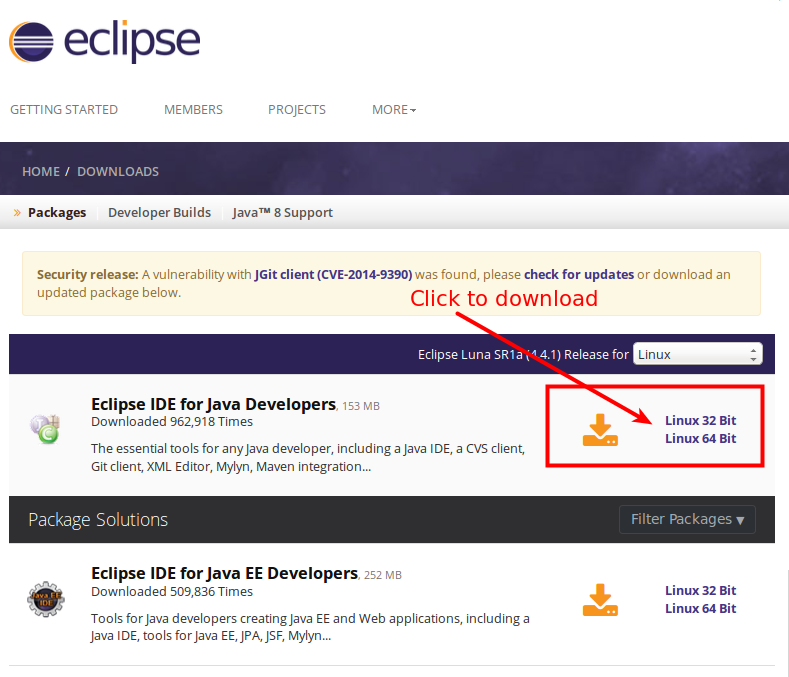 eclipse
GETTING STARTED MEMBERS PROJECTS MORE
HOME / DOWNLOADS
» Packages Developer Builds Java™ 8 Support
Security release: A vulnerability with JGit client (CVE-2014-9390) was found, please check for updates or download an
updated package below.
Click to download
Eclipse Luna SR1a (4.4.1) Release for Linux
Eclipse IDE for Java Developers, 153 MB
Downloaded 962,918 Times
The essential tools for any Java developer, including a Java IDE, a CVS client,
Git client, XML Editor, Mylyn, Maven integration...
Linux 32 Bit
Linux 64 Bit
Package Solutions Filter Packages ▼
Java EE
IDE
Eclipse IDE for Java EE Developers, 252 MB
Downloaded 509,836 Times
Tools for Java developers creating Java EE and Web applications, including a
Java IDE, tools for Java EE, JPA, JSF, Mylyn...
Linux 32 Bit
Linux 64 Bit